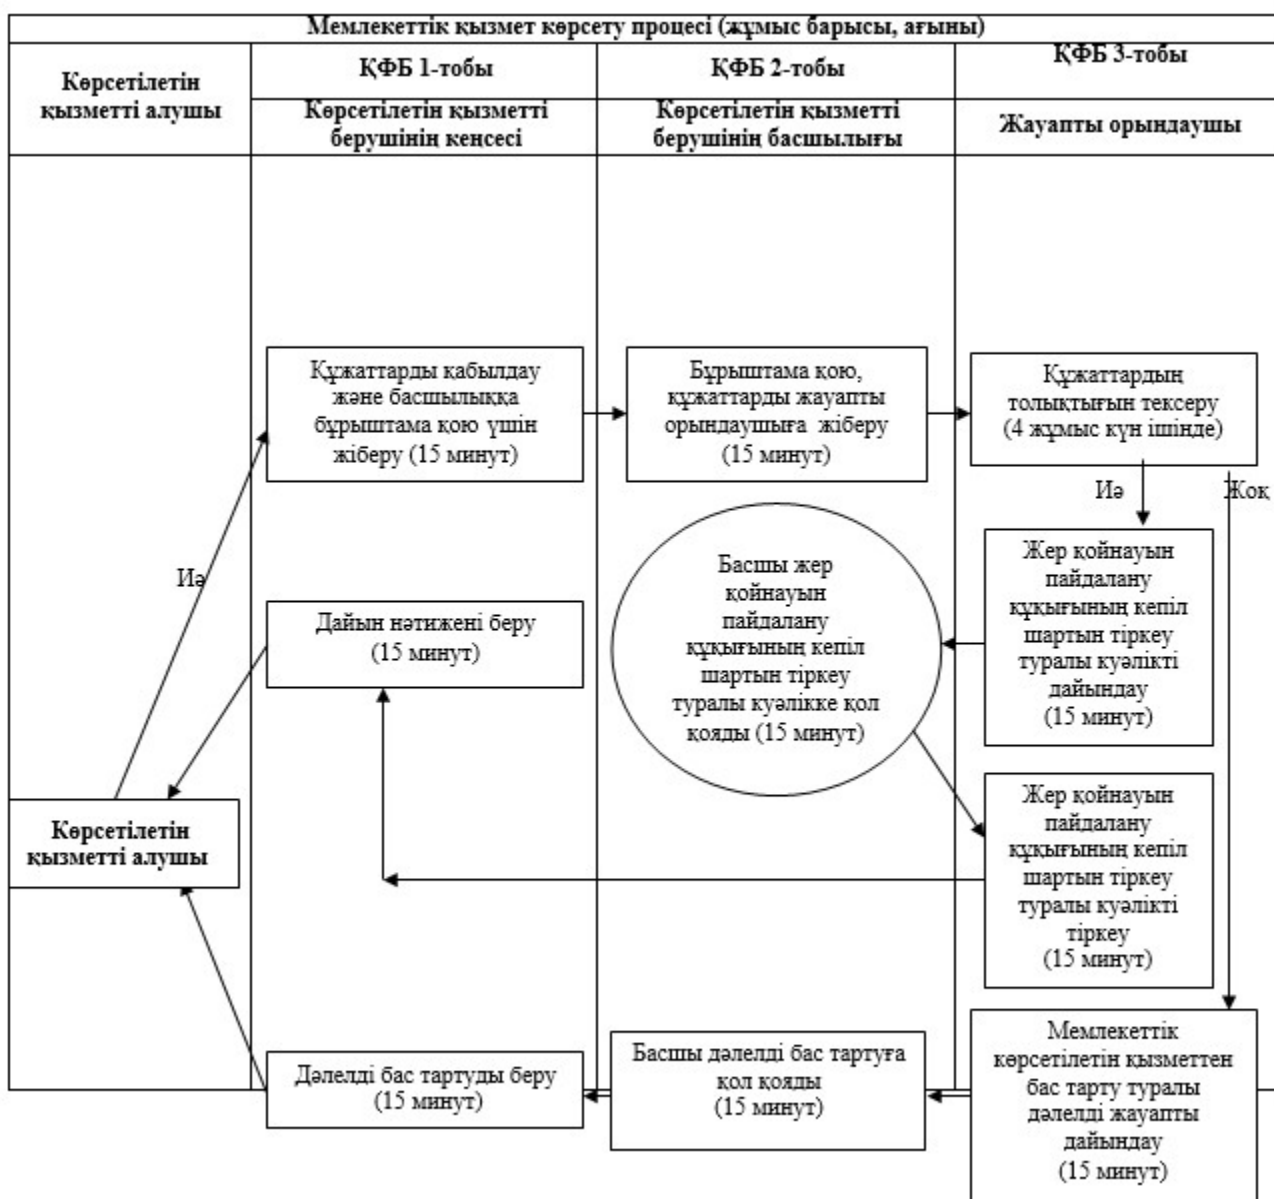 Мемлекеттік қызмет көрсету процесі (жұмыс барысы, ағыны)
Көрсетілетін
қызметті алушы
ҚФБ 1-тобы
ҚФБ 2-тобы
ҚФБ 3-тобы
Көрсетілетін қызметті
берушінің кеңсесі
Көрсетілетін қызметті
берушінің басшылығы
Жауапты орындаушы
Құжаттарды қабылдау
және басшылыққа
бұрыштама қою үшін
жіберу (15 минут)
Бұрыштама қою,
құжаттарды жауапты
орындаушыға жіберу
(15 минут)
Құжаттардың
толықтығын тексеру
(4 жұмыс күн ішінде)
Иә
Жоқ
Иә
Дайын нәтижені беру
(15 минут)
Басшы жер
қойнауын
пайдалану
құқығының кепіл
шартын тіркеу
туралы куәлікке қол
қояды (15 минут)
Жер қойнауын
пайдалану
құқығының кепіл
шартын тіркеу
туралы куәлікті
дайындау
(15 минут)
Көрсетілетін
қызметті алушы
Жер қойнауын
пайдалану
құқығының кепіл
шартын тіркеу
туралы куәлікті
тіркеу
(15 минут)
Дәлелді бас тартуды беру
(15 минут)
Басшы дәлелді бас тартуға
қол қояды
(15 минут)
Мемлекеттік
көрсетілетін қызметтен
бас тарту туралы
дәлелді жауапты
дайындау
(15 минут)